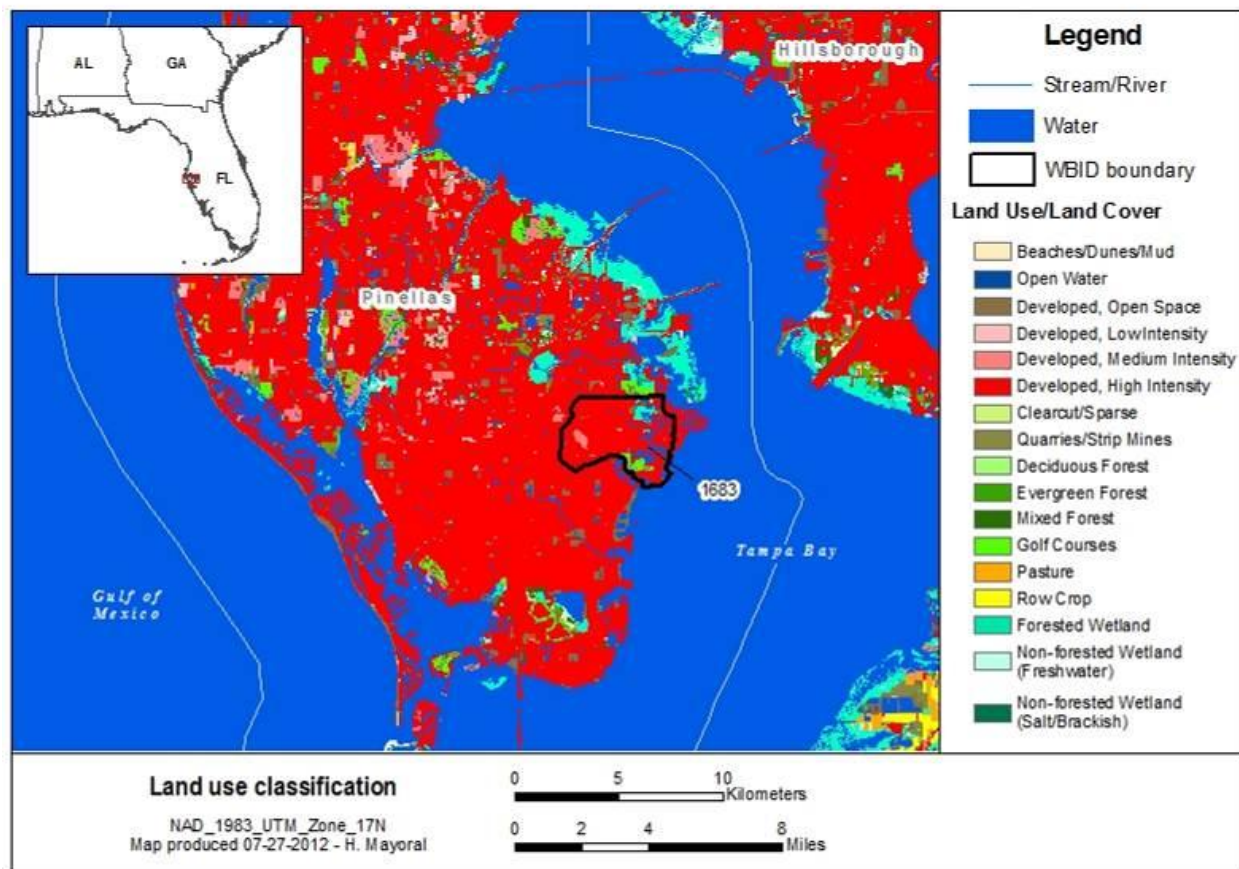 AL
GA
FL
Hillsborough
Pinellas
1683
Tampa Bay
Gulf of
Mexico
Legend
Stream/River
Water
WBID boundary
Land Use/Land Cover
Beaches/Dunes/Mud
Open Water
Developed, Open Space
Developed, Low Intensity
Developed, Medium Intensity
Developed, High Intensity
Clearcut/Sparse
Quarries/Strip Mines
Deciduous Forest
Evergreen Forest
Mixed Forest
Golf Courses
Pasture
Row Crop
Forested Wetland
Non-forested Wetland
(Freshwater)
Non-forested Wetland
(Salt/Brackish)
Land use classification
NAD_1983_UTM_Zone_17N
Map produced 07-27-2012 - H. Mayoral
0 5 10
Kilometers
0 2 4 8
Miles